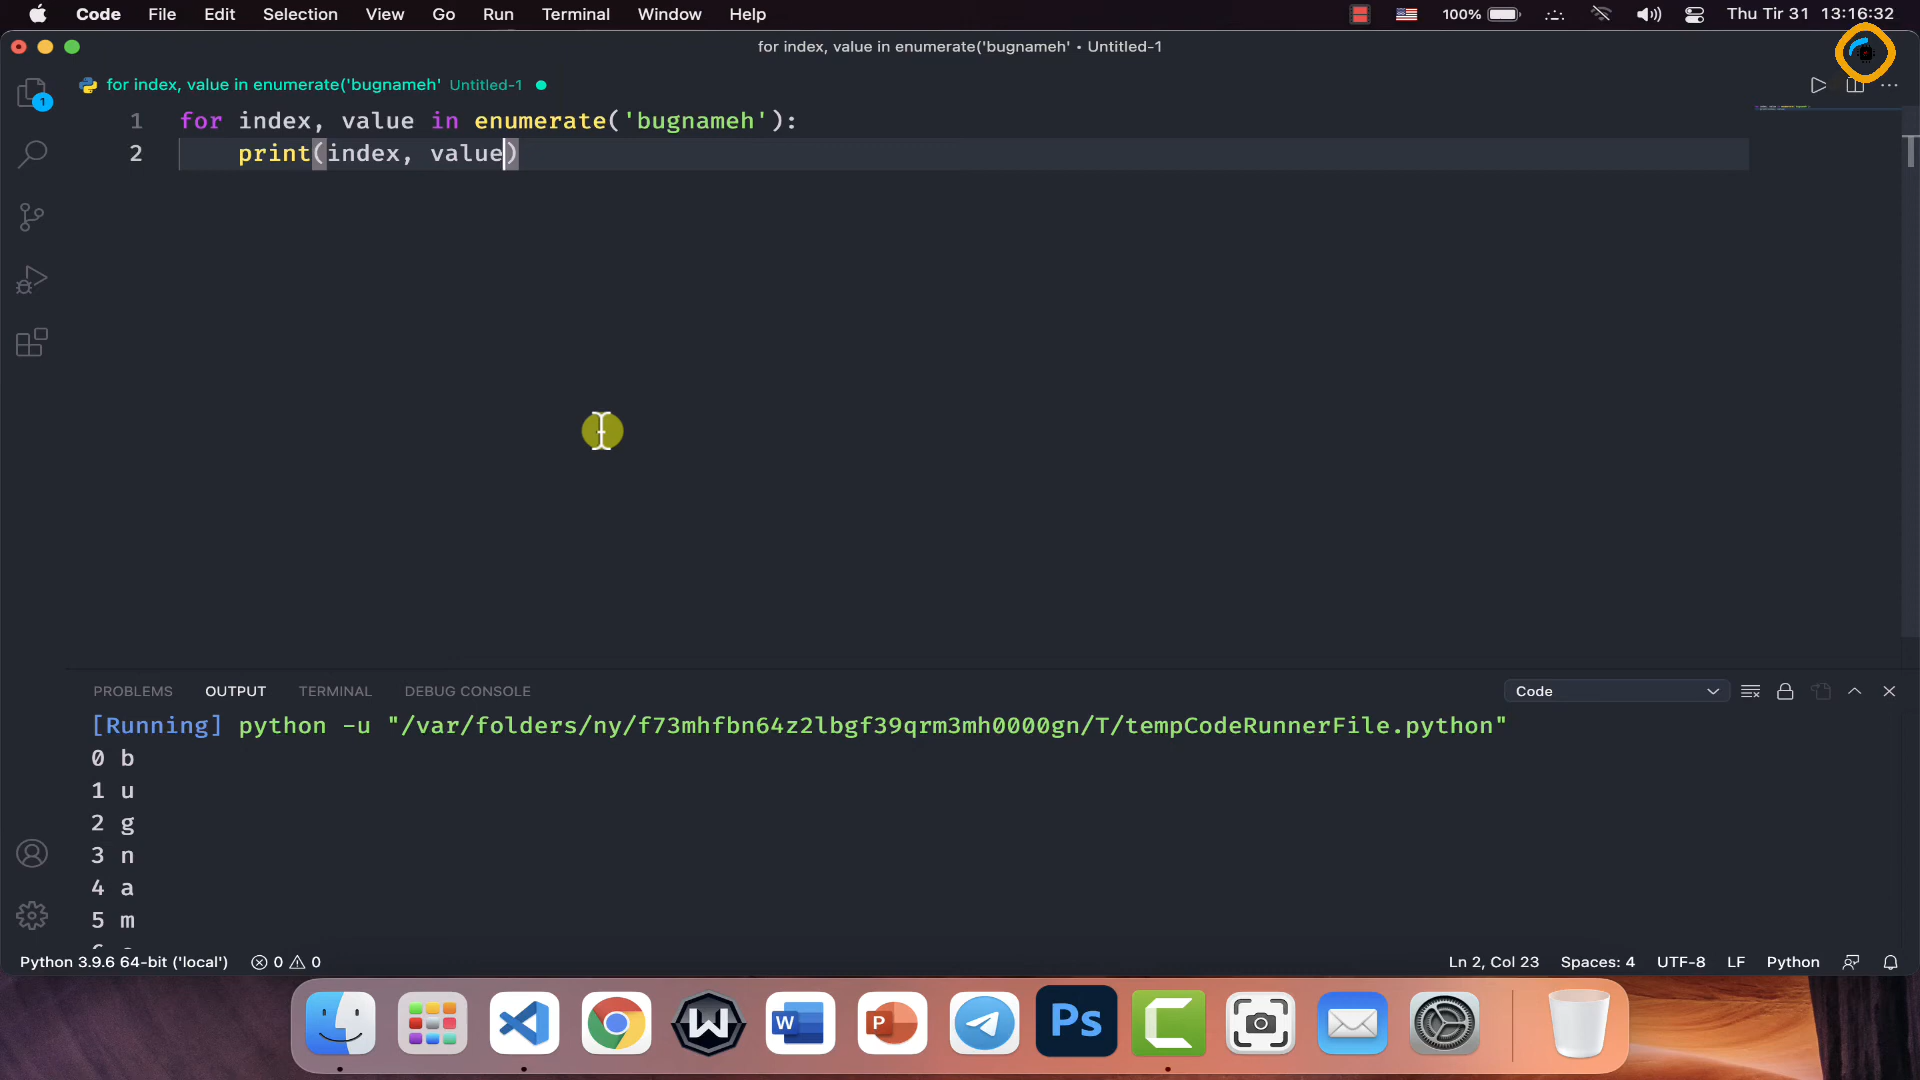 Code File Edit Selection View Go Run Terminal Window Help 100% Thu Tir 31 13:16:32
for index, value in enumerate('bugnameh' • Untitled-1
for index, value in enumerate('bugnameh' Untitled-1
1 for index, value in enumerate('bugnameh'):
2 print(index, value)
PROBLEMS OUTPUT TERMINAL DEBUG CONSOLE Code
[Running] python -u "/var/folders/ny/f73mhfbn64z2lbgf39qrm3mh0000gn/T/tempCodeRunnerFile.python"
0 b
1 u
2 g
3 n
4 a
5 m
Python 3.9.6 64-bit ('local') 0 0 Ln 2, Col 23 Spaces: 4 UTF-8 LF Python
W P Ps